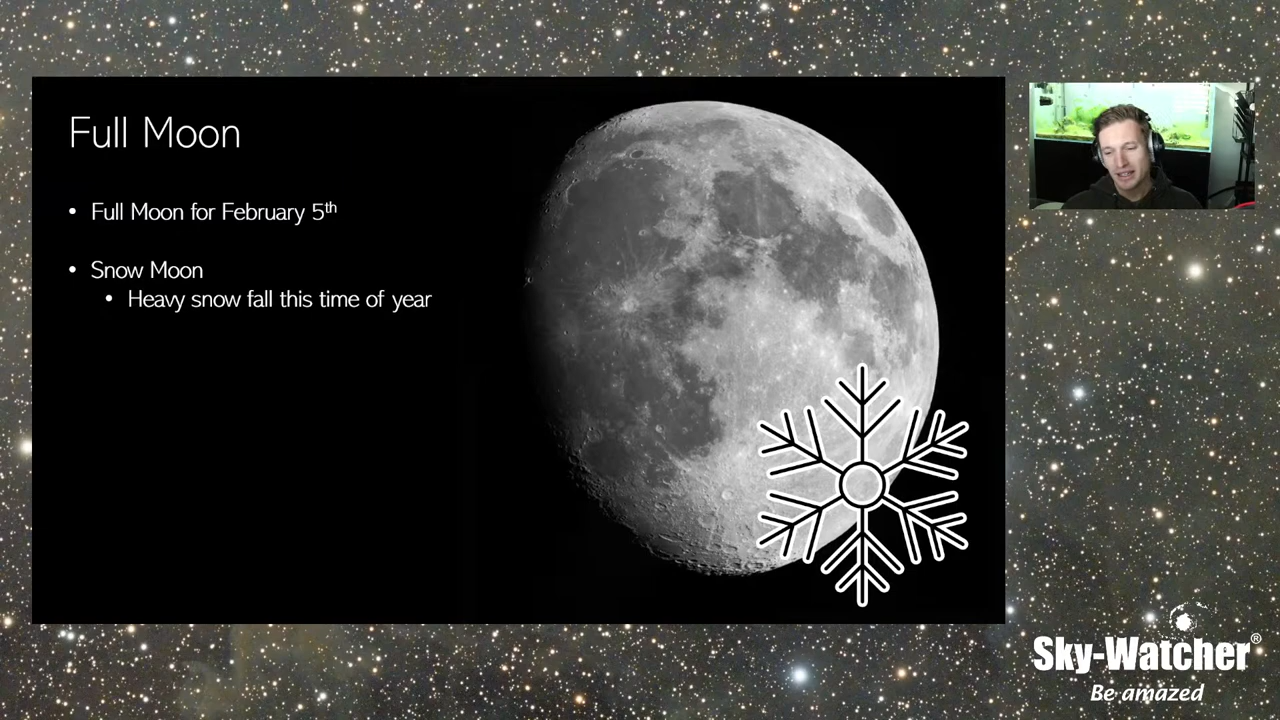 Full Moon
• Full Moon for February 5th
• Snow Moon
• Heavy snow fall this time of year
Sky-Watcher®
Be amazed